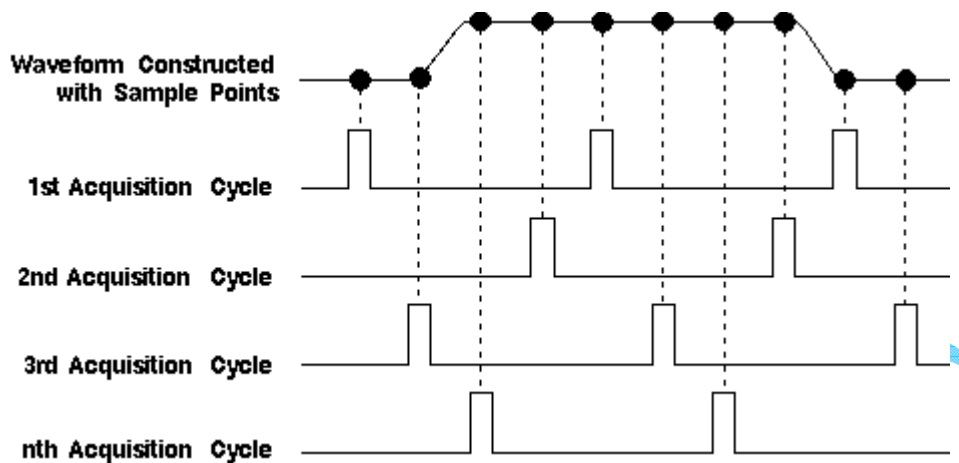 Waveform Constructed
with Sample Points
1st Acquisition Cycle
2nd Acquisition Cycle
3rd Acquisition Cycle
nth Acquisition Cycle